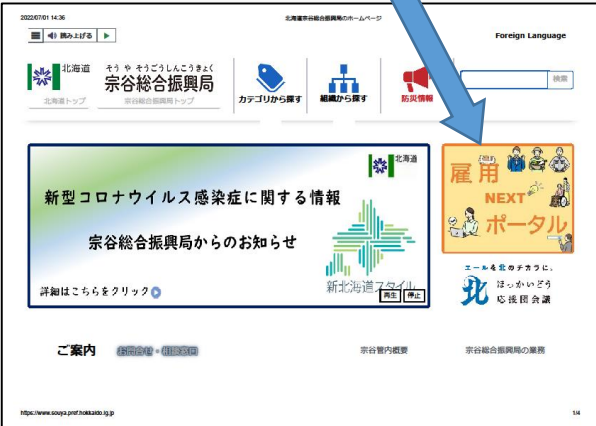 2022/07/01 14:36
北海道宗谷総合振興局のホームページ
読み上げる
Foreign Language
北海道
そう や そうごうしんこうきょく
宗谷総合振興局
北海道トップ
宗谷総合振興局トップ
カテゴリから探す
組織から探す
防災情報
検索
北海道
新型コロナウイルス感染症に関する情報
宗谷総合振興局からのお知らせ
詳細はこちらをクリック
新北海道スタイル
再生
停止
雇用
NEXT
ポータル
エールを北のチカラに。
北
ほっかいどう
応援団会議
ご案内
お問合せ・相談窓口
宗谷管内概要
宗谷総合振興局の業務
https://www.souya.pref.hokkaido.lg.jp
1/4